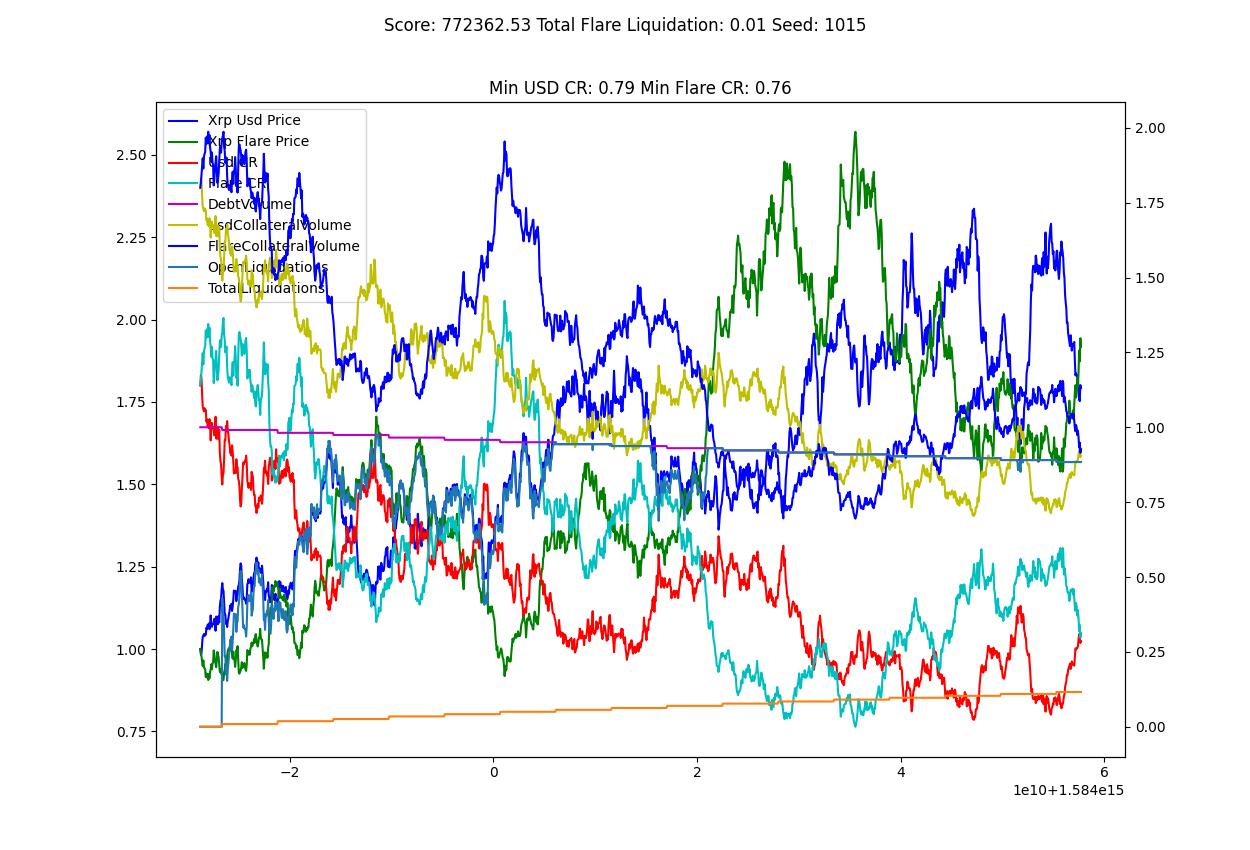 Score: 772362.53 Total Flare Liquidation: 0.01 Seed: 1015
Min USD CR: 0.79 Min Flare CR: 0.76
Xrp Usd Price
Xrp Flare Price
Usd CR
Flare CR
DebtVolume
UsdCollateralVolume
FlareCollateralVolume
OpenLiquidations
TotalLiquidations
2.50
2.25
2.00
1.75
1.50
1.25
1.00
0.75
2.00
1.75
1.50
1.25
1.00
0.75
0.50
0.25
0.00
−2 0 2 4 6
1e10+1.584e15